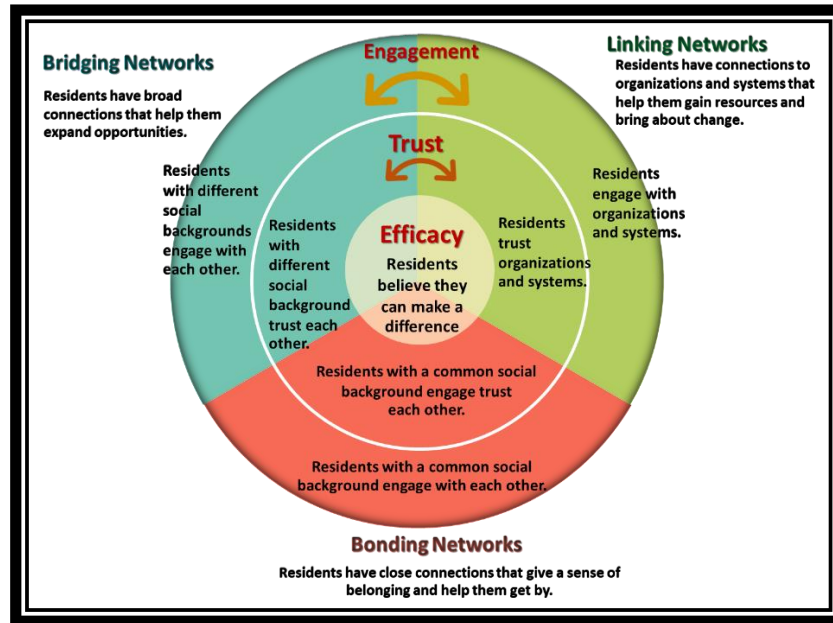 Engagement
Linking Networks
Residents have connections to
organizations and systems that
help them gain resources and
bring about change.
Bridging Networks
Residents have broad
connections that help them
expand opportunities.
Trust
Residents
with different
social
backgrounds
engage with
each other.
Residents
engage with
organizations
and systems.
Residents
with
different
social
background
trust each
other.
Efficacy
Residents
believe they
can make a
difference
Residents
trust
organizations
and systems.
Residents with a common social
background engage trust
each other.
Residents with a common social
background engage with each other.
Bonding Networks
Residents have close connections that give a sense of
belonging and help them get by.